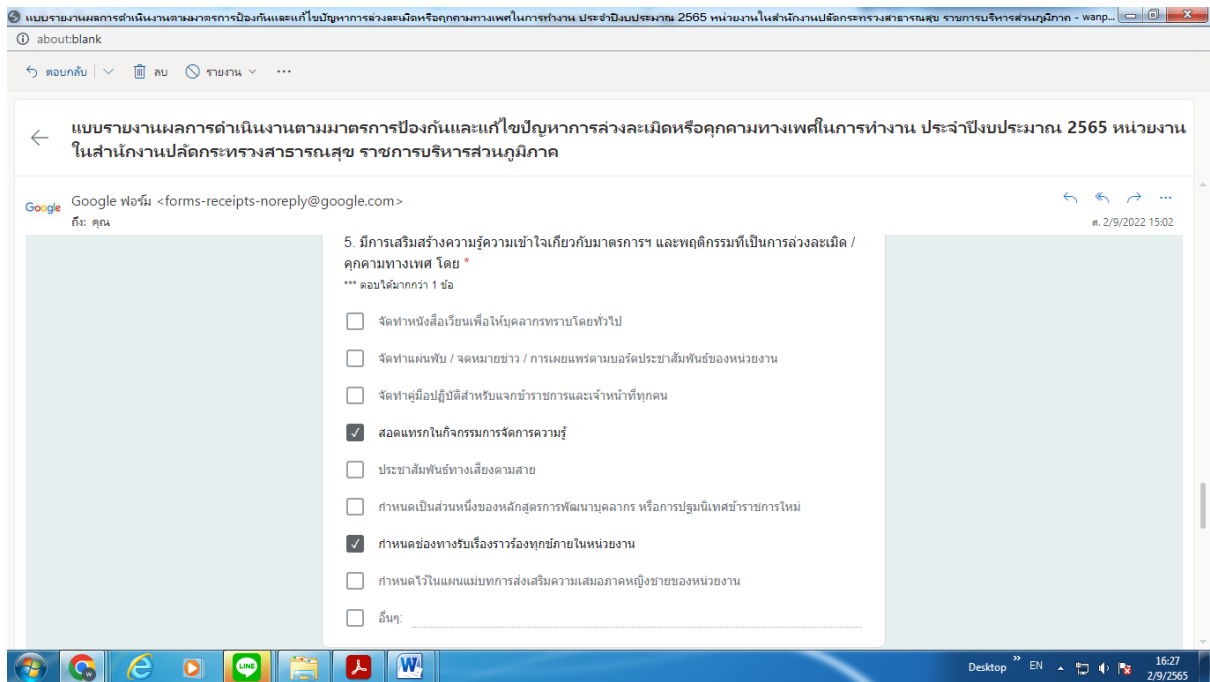 แบบรายงานผลการดำเนินงานตามมาตรการป้องกันและแก้ไขปัญหาการล่วงละเมิดหรือคุกคามทางเพศในการทำงาน ประจำปีงบประมาณ 2565 หน่วยงานในสำนักงานปลัดกระทรวงสาธารณสุข ราชการบริหารส่วนภูมิภาค - wanp...
about:blank
ตอบกลับ ลบ รายงาน ...
แบบรายงานผลการดำเนินงานตามมาตรการป้องกันและแก้ไขปัญหาการล่วงละเมิดหรือคุกคามทางเพศในการทำงาน ประจำปีงบประมาณ 2565 หน่วยงาน
ในสำนักงานปลัดกระทรวงสาธารณสุข ราชการบริหารส่วนภูมิภาค
Google Google ฟอร์ม <forms-receipts-noreply@google.com>
ถึง: คุณ
ศ. 2/9/2022 15:02
5. มีการเสริมสร้างความรู้ความเข้าใจเกี่ยวกับมาตรการฯ และพฤติกรรมที่เป็นการล่วงละเมิด /
คุกคามทางเพศ โดย *
*** ตอบได้มากกว่า 1 ข้อ
จัดทำหนังสือเวียนเพื่อให้บุคลากรทราบโดยทั่วไป
จัดทำแผ่นพับ / จดหมายข่าว / การเผยแพร่ตามบอร์ดประชาสัมพันธ์ของหน่วยงาน
จัดทำคู่มือปฏิบัติสำหรับแจกข้าราชการและเจ้าหน้าที่ทุกคน
สอดแทรกในกิจกรรมการจัดการความรู้
ประชาสัมพันธ์ทางเสียงตามสาย
กำหนดเป็นส่วนหนึ่งของหลักสูตรการพัฒนาบุคลากร หรือการปฐมนิเทศข้าราชการใหม่
กำหนดช่องทางรับเรื่องราวร้องทุกข์ภายในหน่วยงาน
กำหนดไว้ในแผนแม่บทการส่งเสริมความเสมอภาคหญิงชายของหน่วยงาน
อื่นๆ:
LINE
Desktop » EN 16:27
2/9/2565